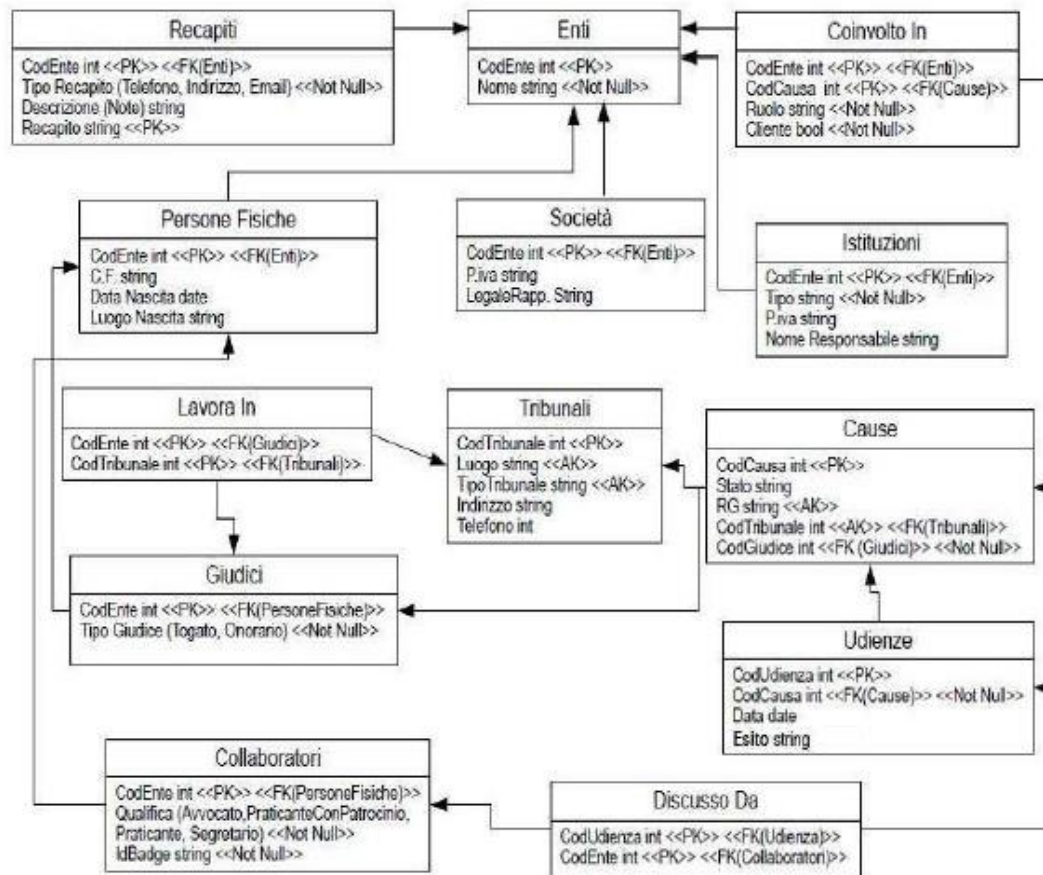 Recapiti
CodEnte int <<PK>> <<FK(Enti)>>
Tipo Recapito (Telefono, Indirizzo, Email) <<Not Null>>
Descrizione (Note) string
Recapito string <<PK>>
Enti
CodEnte int <<PK>>
Nome string <<Not Null>>
Coinvolto In
CodEnte int <<PK>> <<FK(Enti)>>
CodCausa int <<PK>> <<FK(Cause)>>
Ruolo string <<Not Null>>
Cliente bool <<Not Null>>
Persone Fisiche
CodEnte int <<PK>> <<FK(Enti)>>
C.F. string
Data Nascita date
Luogo Nascita string
Società
CodEnte int <<PK>> <<FK(Enti)>>
P.iva string
LegaleRapp. String
Istituzioni
CodEnte int <<PK>> <<FK(Enti)>>
Tipo string <<Not Null>>
P.iva string
Nome Responsabile string
Lavora In
CodEnte int <<PK>> <<FK(Giudici)>>
CodTribunale int <<PK>> <<FK(Tribunali)>>
Tribunali
CodTribunale int <<PK>>
Luogo string <<AK>>
TipoTribunale string <<AK>>
Indirizzo string
Telefono int
Cause
CodCausa int <<PK>>
Stato string
RG string <<AK>>
CodTribunale int <<AK>> <<FK(Tribunali)>>
CodGiudice int <<FK (Giudici)>> <<Not Null>>
Giudici
CodEnte int <<PK>> <<FK(PersoneFisiche)>>
Tipo Giudice (Togato, Onorario) <<Not Null>>
Udienze
CodUdienza int <<PK>>
CodCausa int <<FK(Cause)>> <<Not Null>>
Data date
Esito string
Collaboratori
CodEnte int <<PK>> <<FK(PersoneFisiche)>>
Qualifica (Avvocato,PraticanteConPatrocinio,
Praticante, Segretario) <<Not Null>>
IdBadge string <<Not Null>>
Discusso Da
CodUdienza int <<PK>> <<FK(Udienza)>>
CodEnte int <<PK>> <<FK(Collaboratori)>>